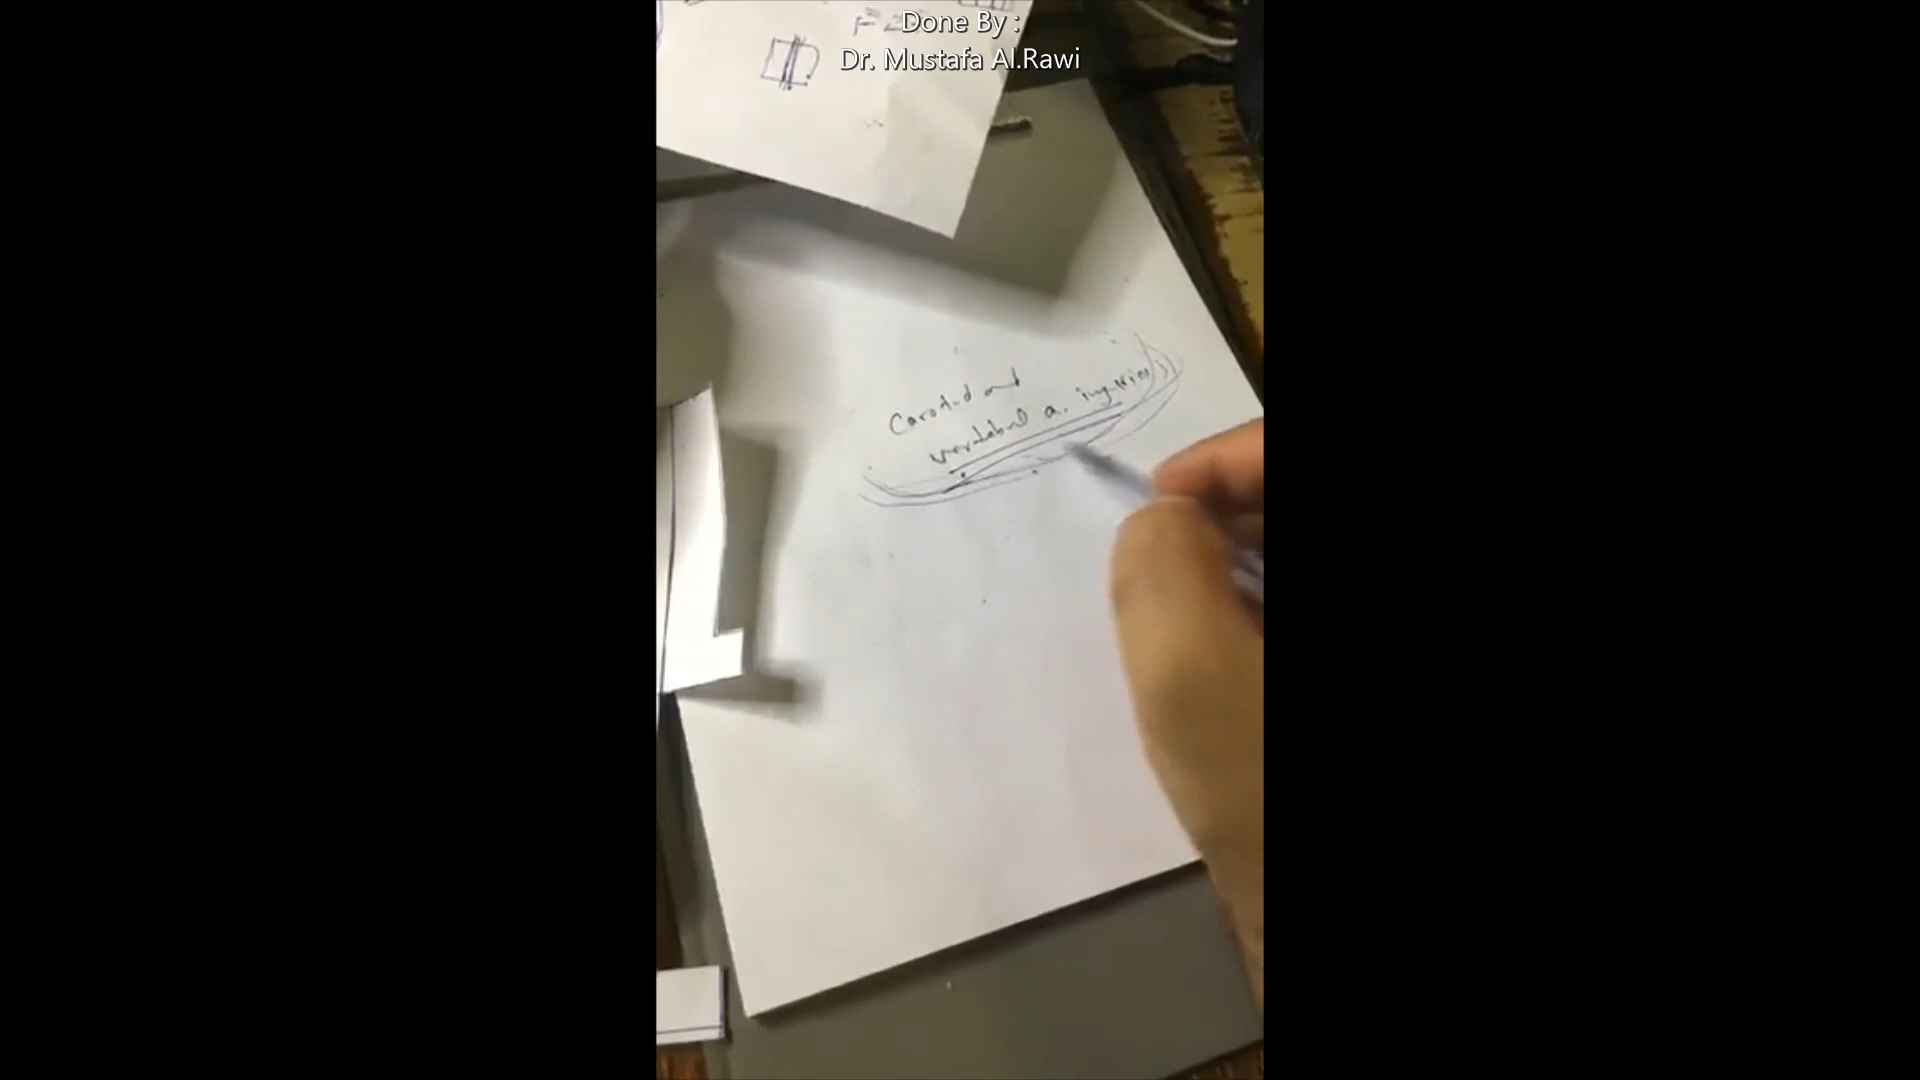 Done By :
Dr. Mustafa Al.Rawi
Carotid and
vertebral a. injuries